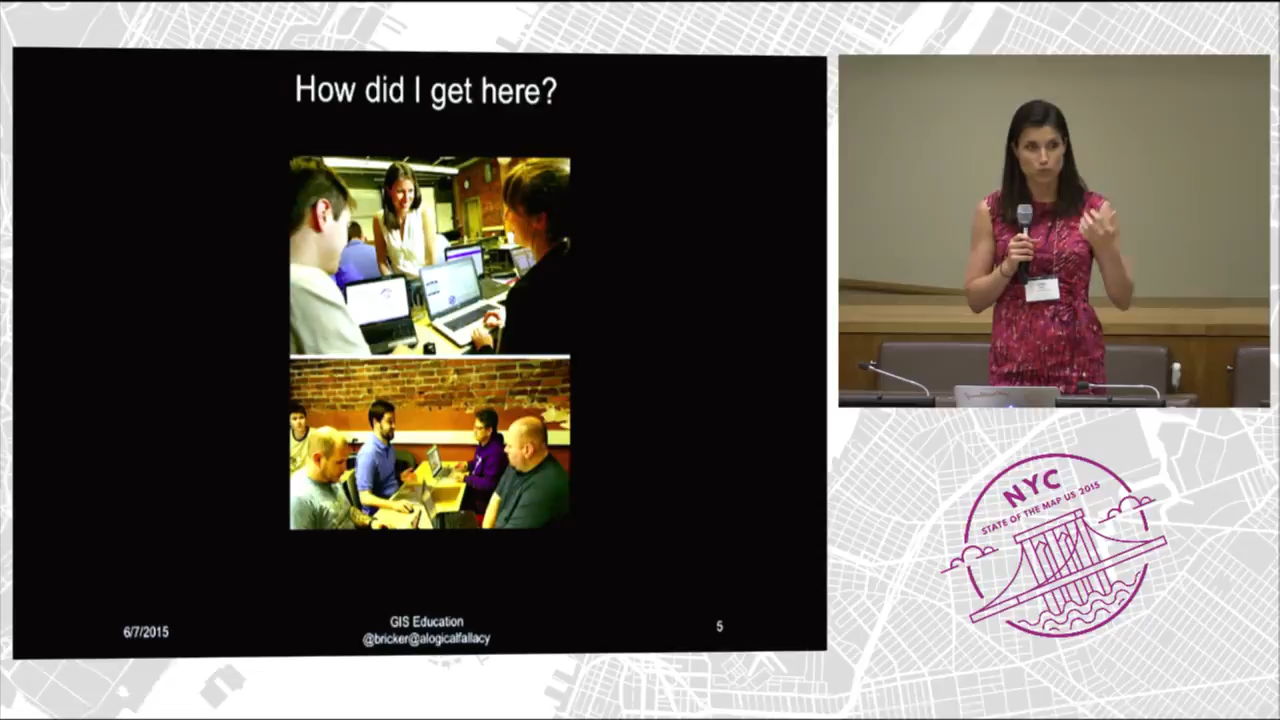 How did I get here?
6/7/2015
GIS Education
@bricker@alogicalfallacy
5
NYC
STATE OF THE MAP US 2015